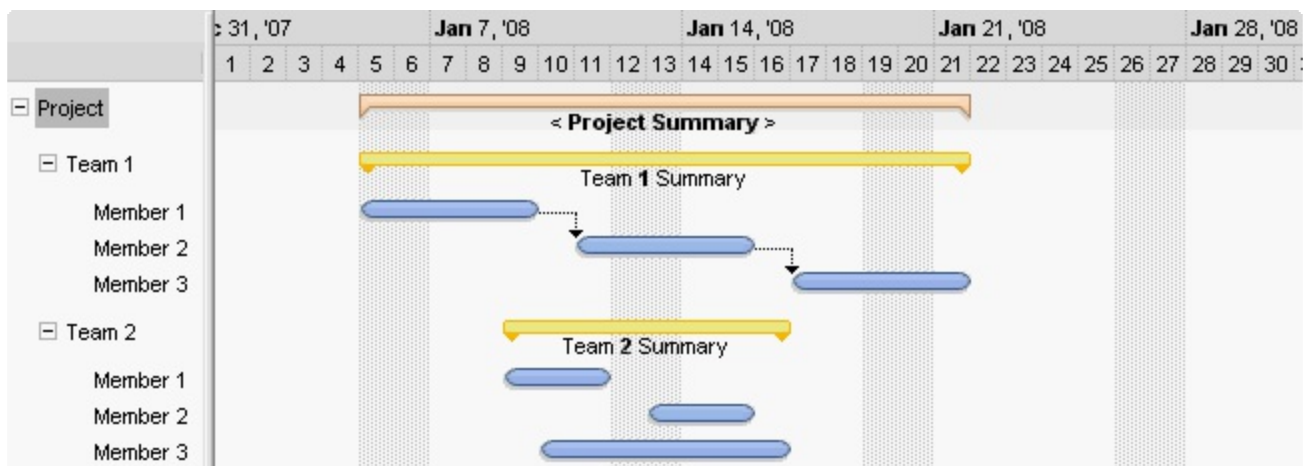 31, '07 Jan 7, '08 Jan 14, '08 Jan 21, '08 Jan 28, '08
1 2 3 4 5 6 7 8 9 10 11 12 13 14 15 16 17 18 19 20 21 22 23 24 25 26 27 28 29 30
Project
< Project Summary >
Team 1
Team 1 Summary
Member 1
Member 2
Member 3
Team 2
Team 2 Summary
Member 1
Member 2
Member 3